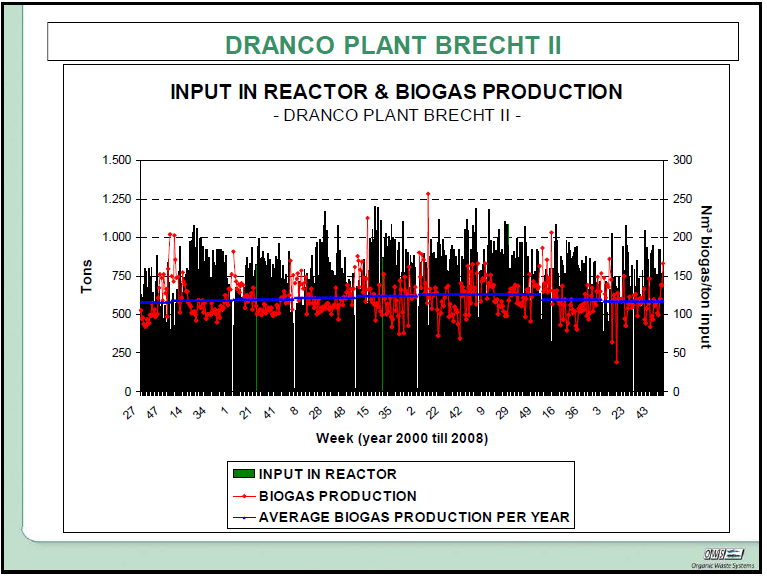 DRANCO PLANT BRECHT II
INPUT IN REACTOR & BIOGAS PRODUCTION
- DRANCO PLANT BRECHT II -
1.500
1.250
1.000
750
500
250
0
Tons
300
250
200
150
100
50
0
Nm³ biogas/ton input
27 47 14 34 1 21 41 8 28 48 15 35 2 22 42 9 29 49 16 36 3 23 43
Week (year 2000 till 2008)
INPUT IN REACTOR
BIOGAS PRODUCTION
AVERAGE BIOGAS PRODUCTION PER YEAR
OWS
Organic Waste Systems